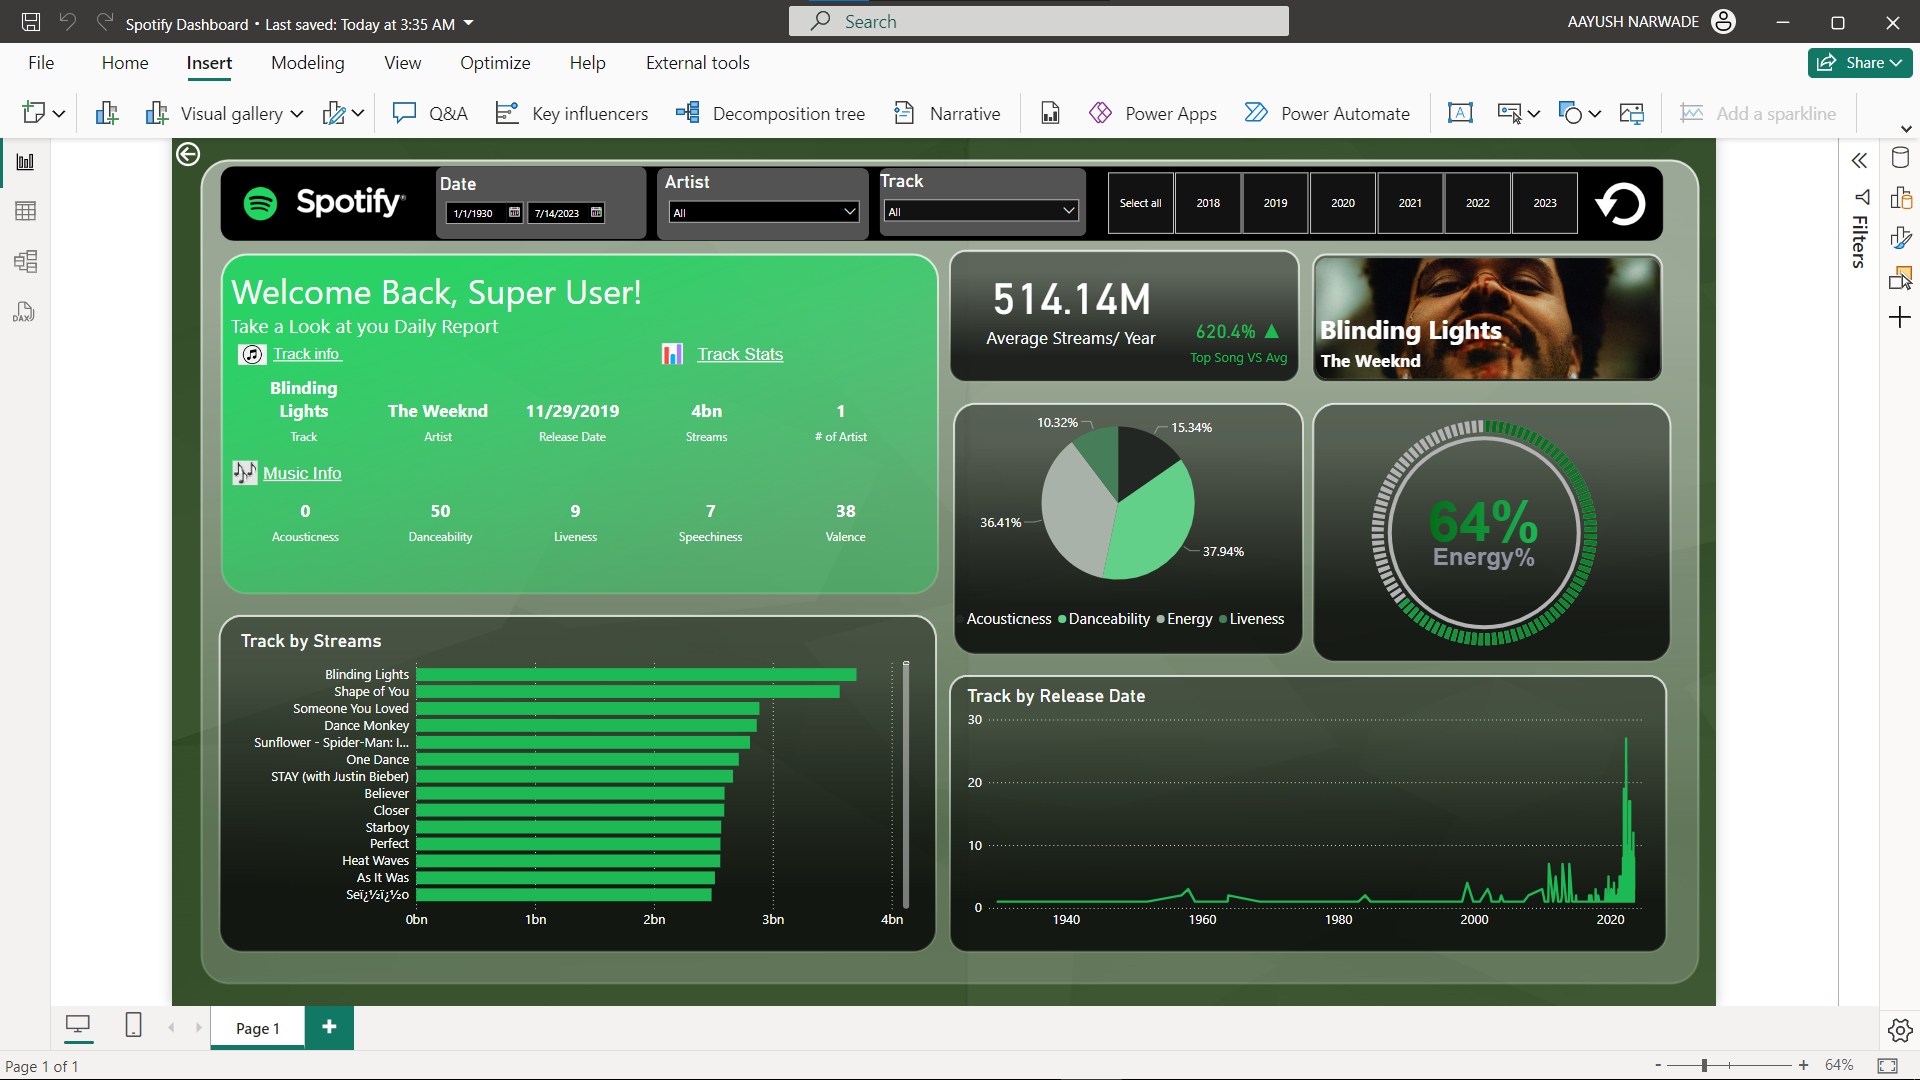 Spotify Dashboard • Last saved: Today at 3:35 AM
Search
AAYUSH NARWADE
File Home Insert Modeling View Optimize Help External tools
Share
Visual gallery
Q&A
Key influencers
Decomposition tree
Narrative
Power Apps
Power Automate
Add a sparkline
Spotify
Date
1/1/1930 7/14/2023
Artist
All
Track
All
Select all 2018 2019 2020 2021 2022 2023
Filters
Welcome Back, Super User!
Take a Look at you Daily Report
Track info
Track Stats
Blinding
Lights
Track
The Weeknd
Artist
11/29/2019
Release Date
4bn
Streams
1
# of Artist
Music Info
0 50 9 7 38
Acousticness Danceability Liveness Speechiness Valence
514.14M
Average Streams/ Year
620.4% ▲
Top Song VS Avg
Blinding Lights
The Weeknd
10.32%
15.34%
36.41%
37.94%
Acousticness Danceability Energy Liveness
64%
Energy%
Track by Streams
Blinding Lights
Shape of You
Someone You Loved
Dance Monkey
Sunflower - Spider-Man: I...
One Dance
STAY (with Justin Bieber)
Believer
Closer
Starboy
Perfect
Heat Waves
As It Was
Seï¿½ï¿½o
0bn 1bn 2bn 3bn 4bn
Track by Release Date
30
20
10
0
1940 1960 1980 2000 2020
Page 1
+
Page 1 of 1
- + 64%